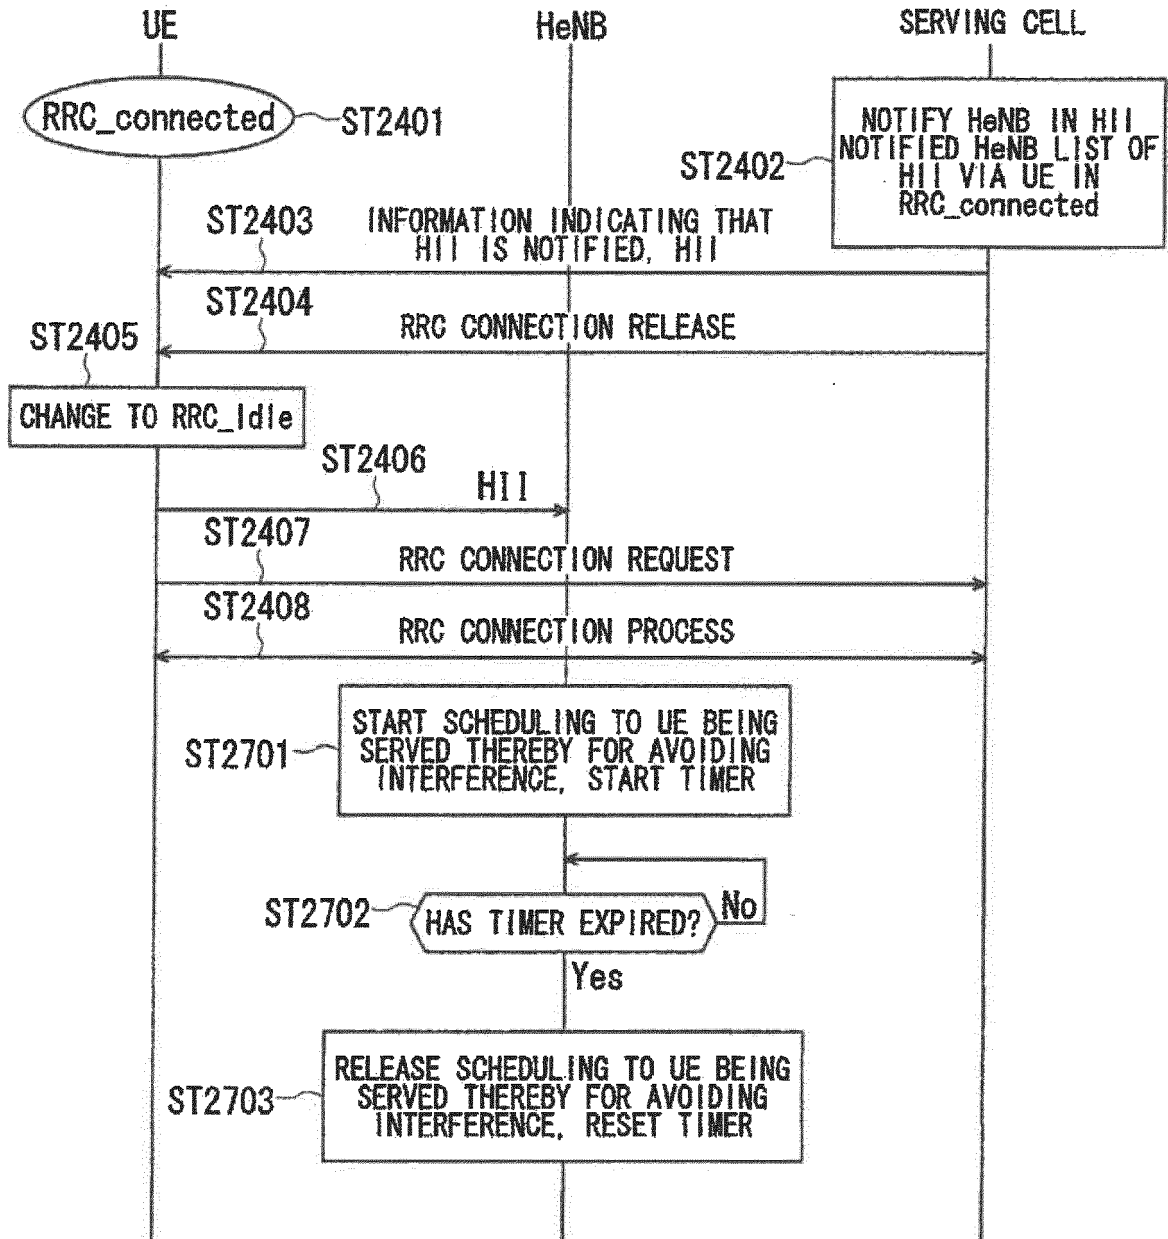 UE
HeNB
SERVING CELL
RRC_connected
ST2401
ST2402
NOTIFY HeNB IN HII
NOTIFIED HeNB LIST OF
HII VIA UE IN
RRC_connected
ST2403
INFORMATION INDICATING THAT
HII IS NOTIFIED, HII
ST2404
RRC CONNECTION RELEASE
ST2405
CHANGE TO RRC_Idle
ST2406
HII
ST2407
RRC CONNECTION REQUEST
ST2408
RRC CONNECTION PROCESS
ST2701
START SCHEDULING TO UE BEING
SERVED THEREBY FOR AVOIDING
INTERFERENCE, START TIMER
ST2702
HAS TIMER EXPIRED?
No
Yes
ST2703
RELEASE SCHEDULING TO UE BEING
SERVED THEREBY FOR AVOIDING
INTERFERENCE, RESET TIMER